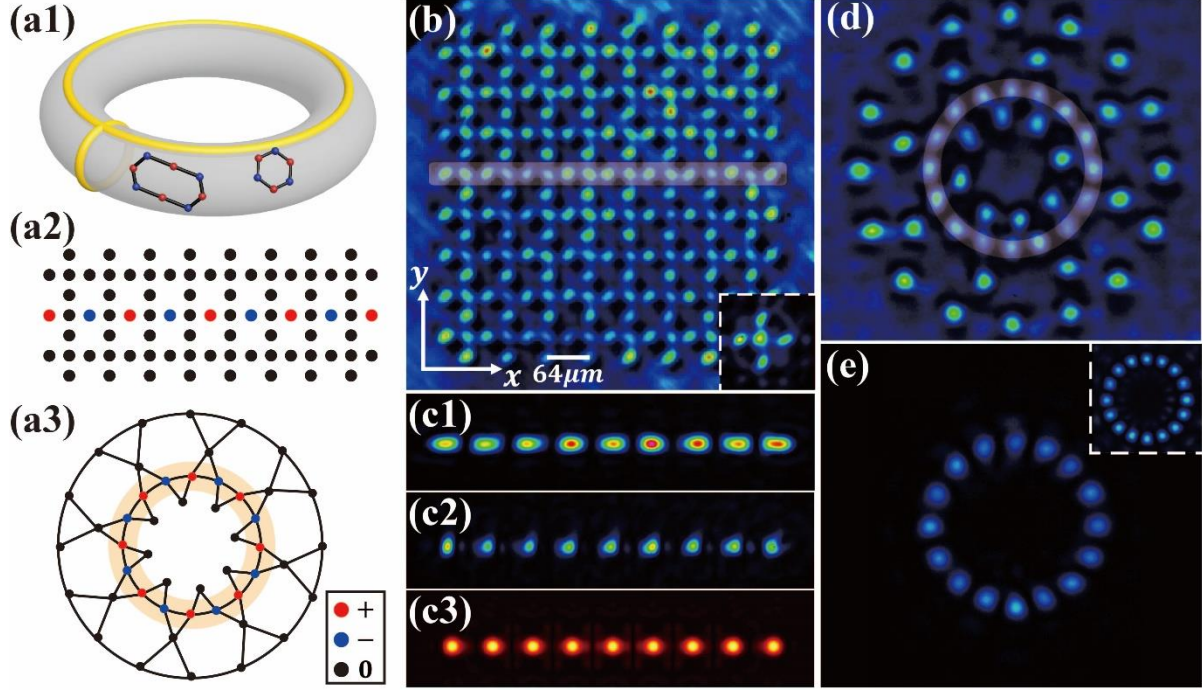 (a1)
(a2)
(a3)
+
−
0
(b)
y
x
64μm
(c1)
(c2)
(c3)
(d)
(e)